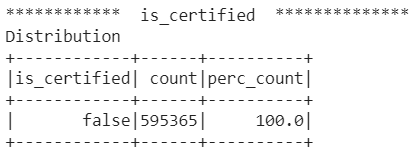 ************  is_certified  **************
Distribution
+------------+------+----------+
|is_certified| count|perc_count|
+------------+------+----------+
|       false|595365|     100.0|
+------------+------+----------+